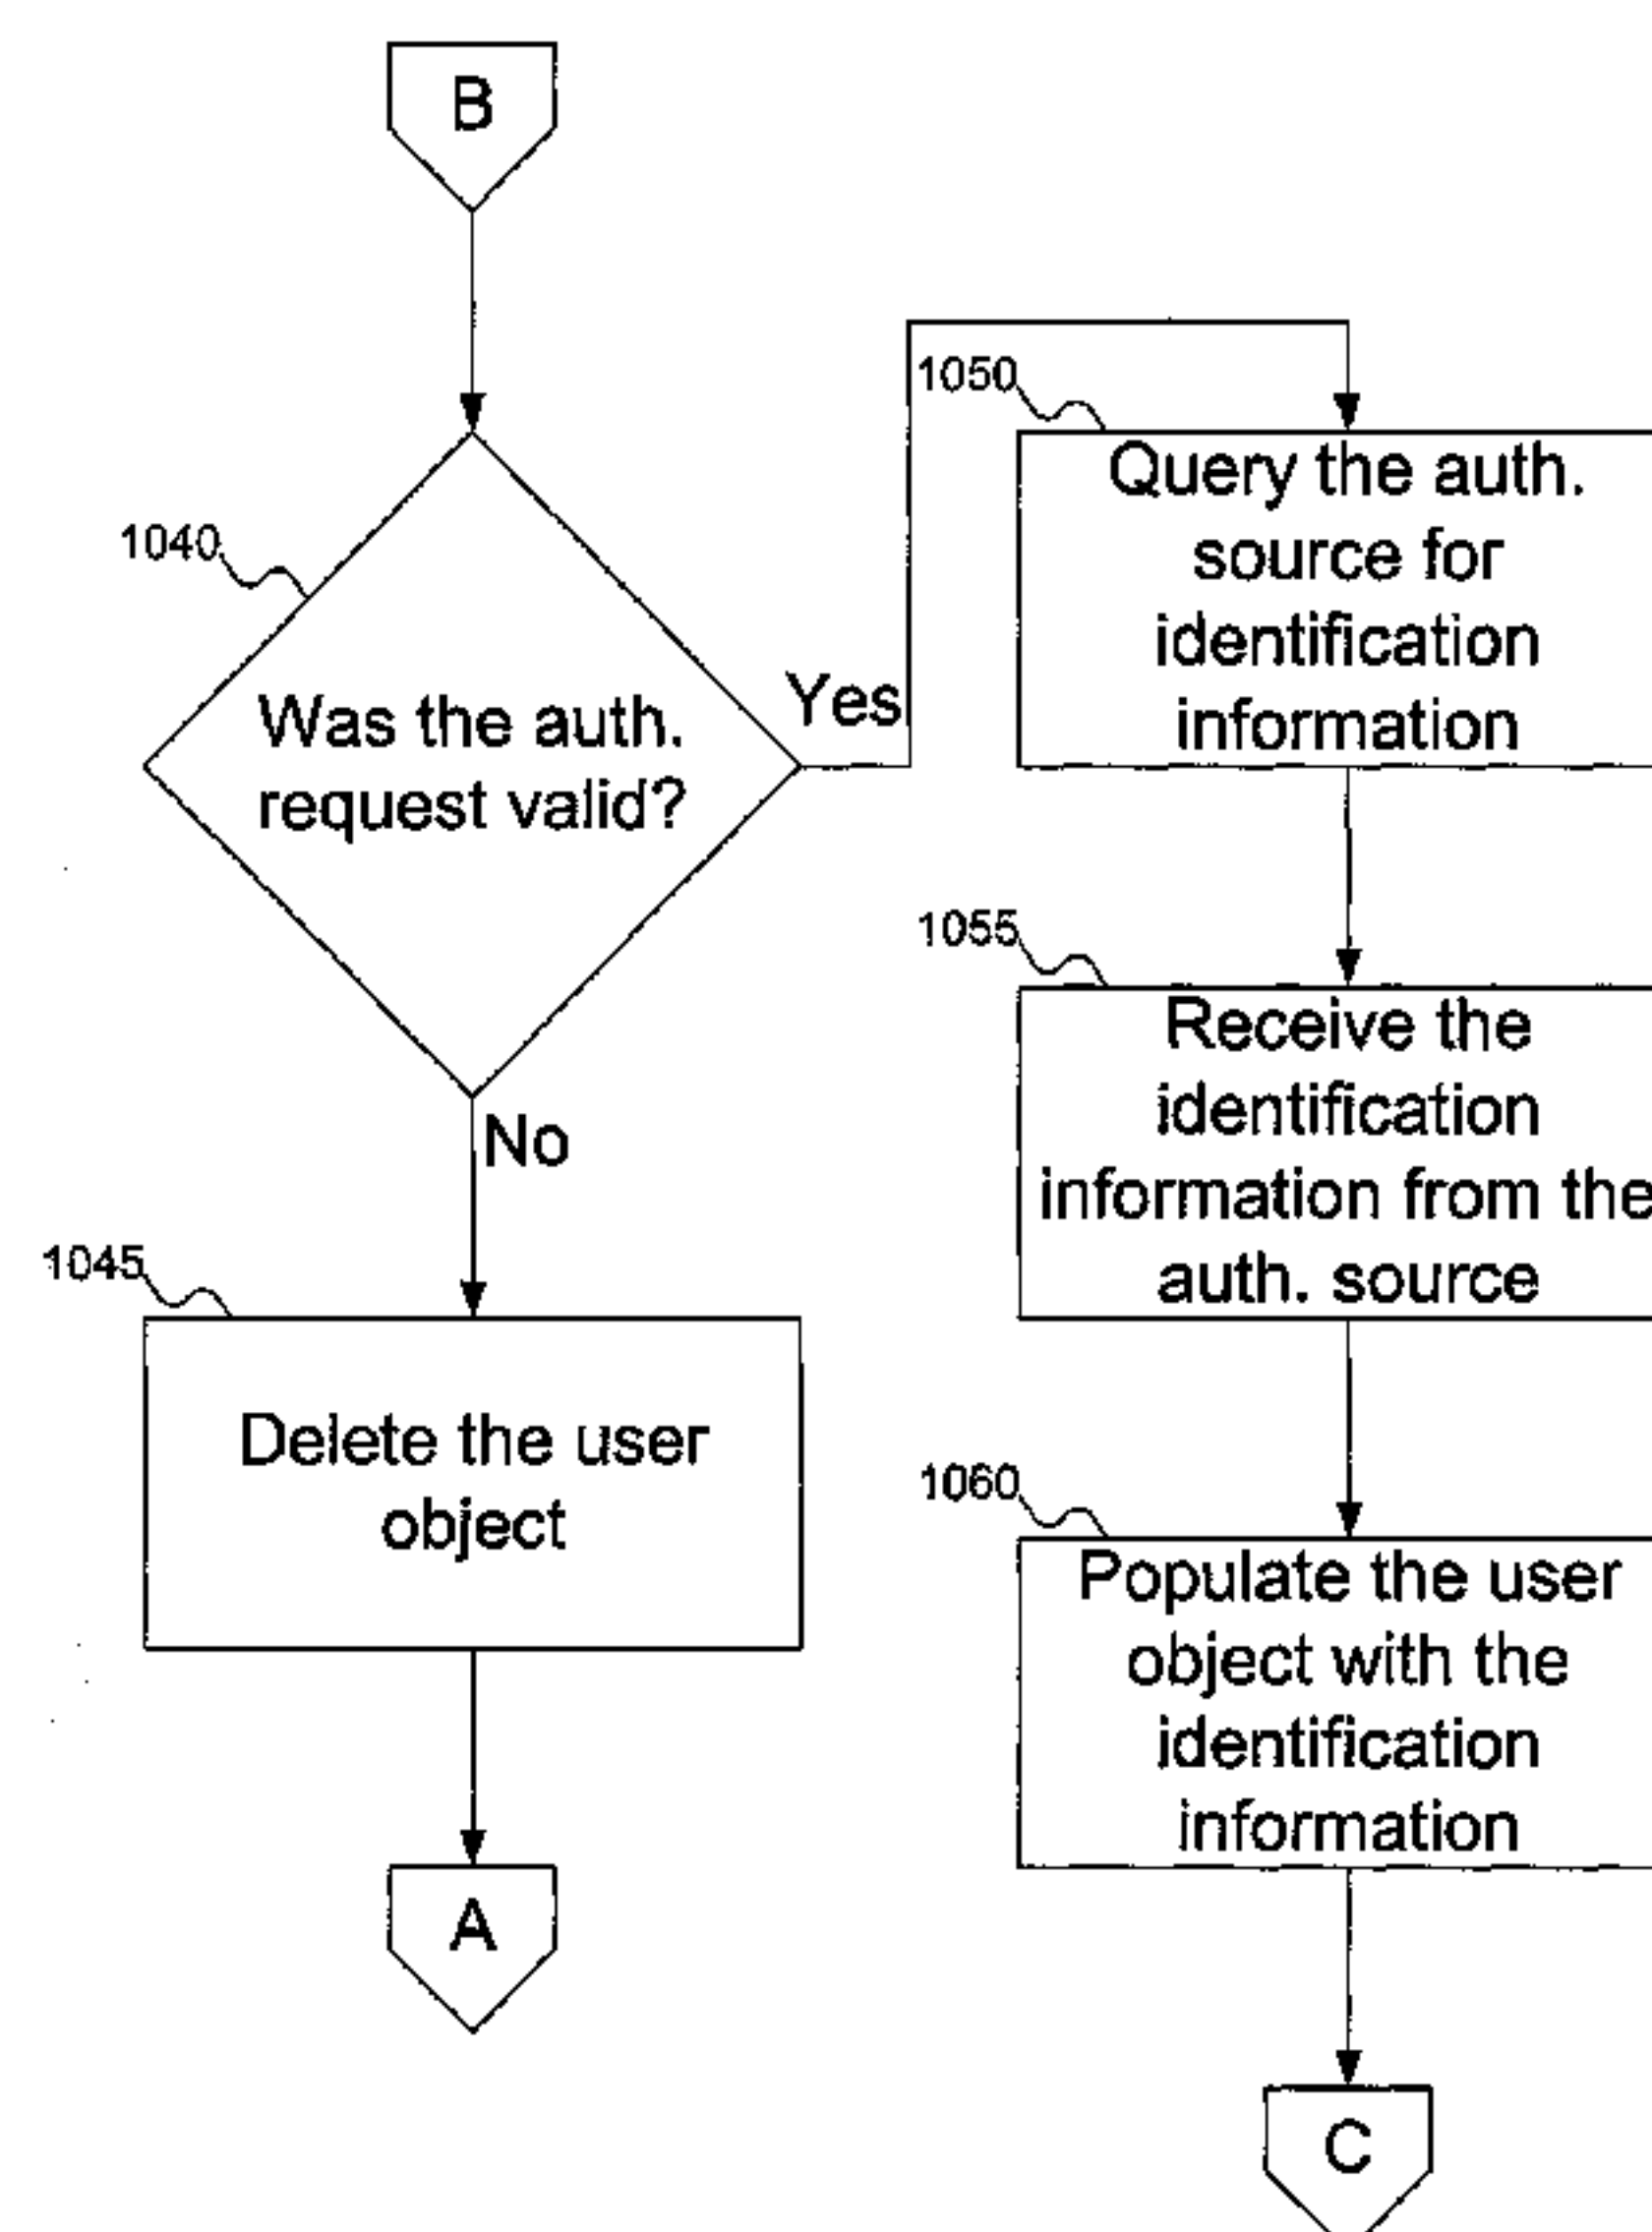 B
1040
Was the auth.
request valid?
Yes
No
1045
Delete the user
object
A
1050
Query the auth.
source for
identification
information
1055
Receive the
identification
information from the
auth. source
1060
Populate the user
object with the
identification
information
C